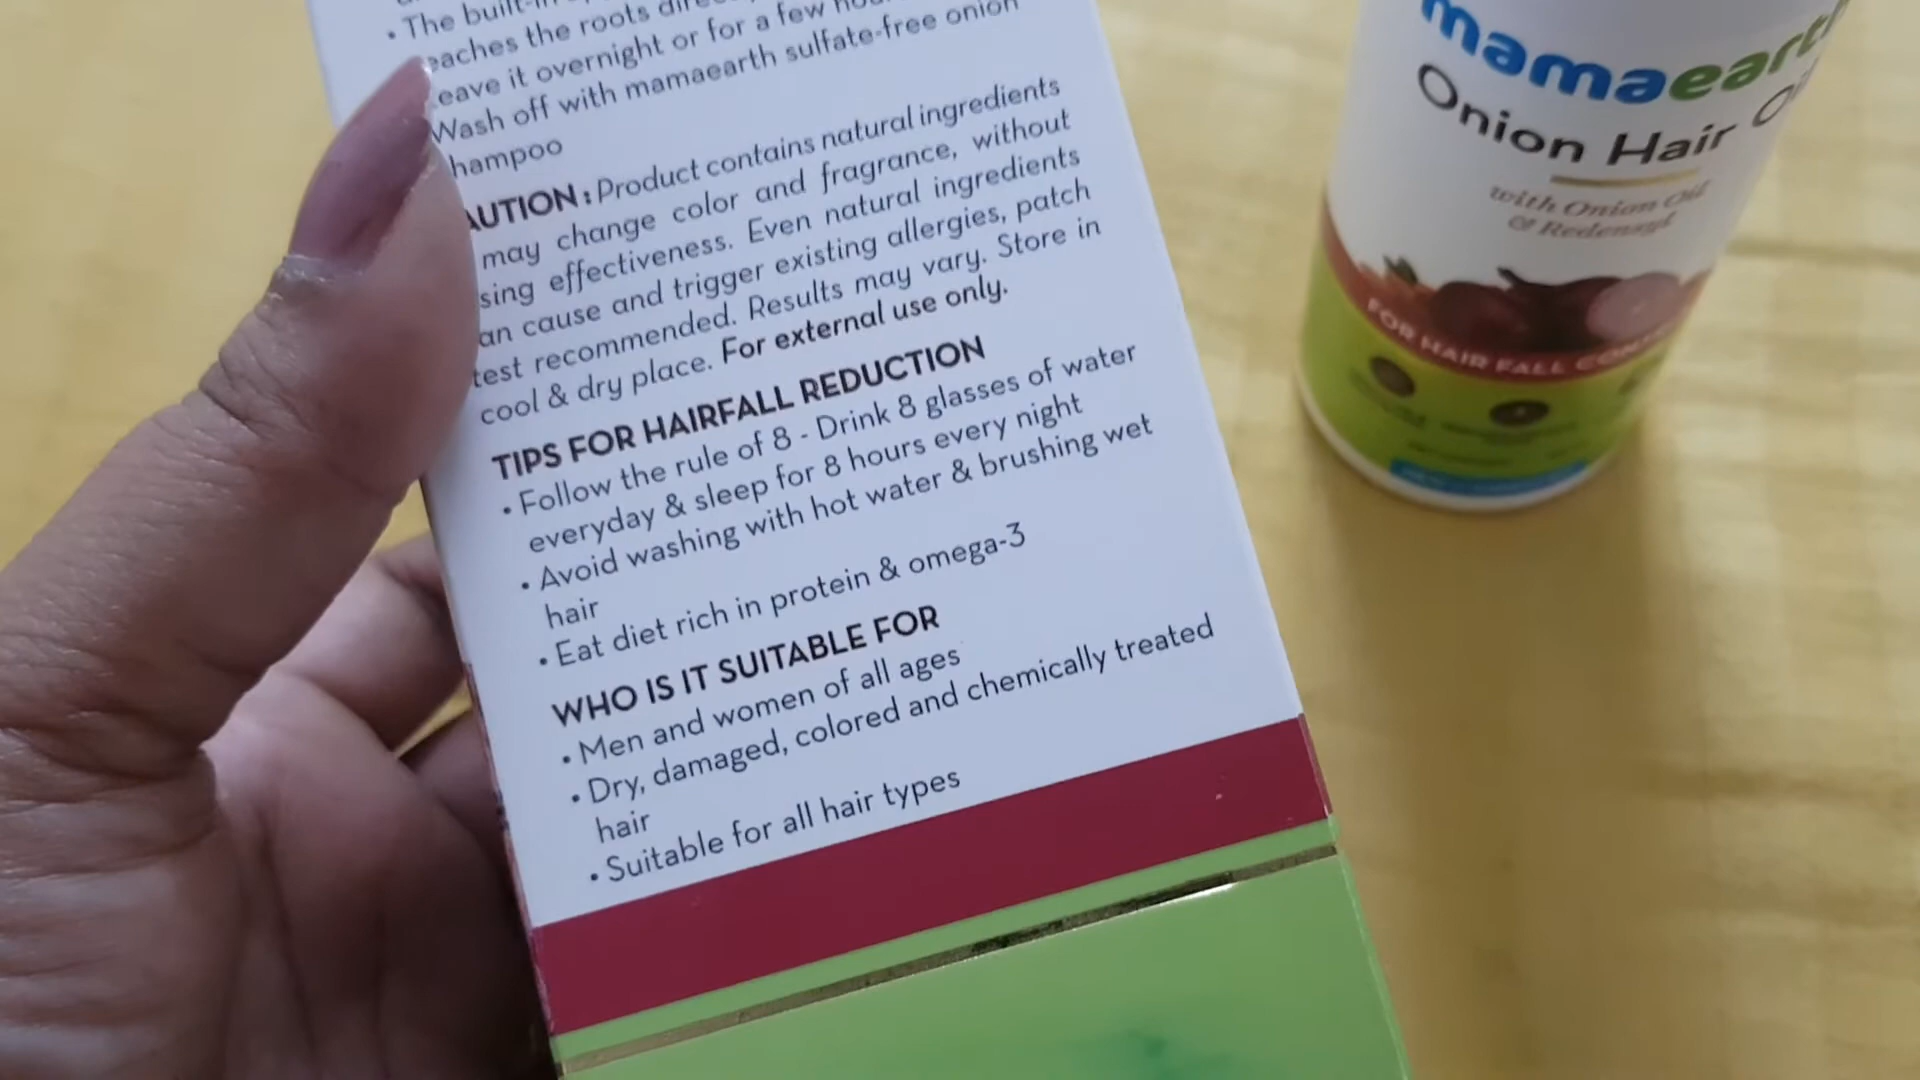 The built-in
reaches the roots
eave it overnight or for a few
Wash off with mamaearth sulfate-free onion
hampoo
AUTION : Product contains natural ingredients
may change color and fragrance, without
sing effectiveness. Even natural ingredients
an cause and trigger existing allergies, patch
test recommended. Results may vary. Store in
cool & dry place. For external use only.
TIPS FOR HAIRFALL REDUCTION
• Follow the rule of 8 - Drink 8 glasses of water
everyday & sleep for 8 hours every night
• Avoid washing with hot water & brushing wet
hair
• Eat diet rich in protein & omega-3
WHO IS IT SUITABLE FOR
• Men and women of all ages
• Dry, damaged, colored and chemically treated
hair
• Suitable for all hair types
mamaearth
Onion Hair Oil
with Onion Oil
& Redensyl
FOR HAIR FALL